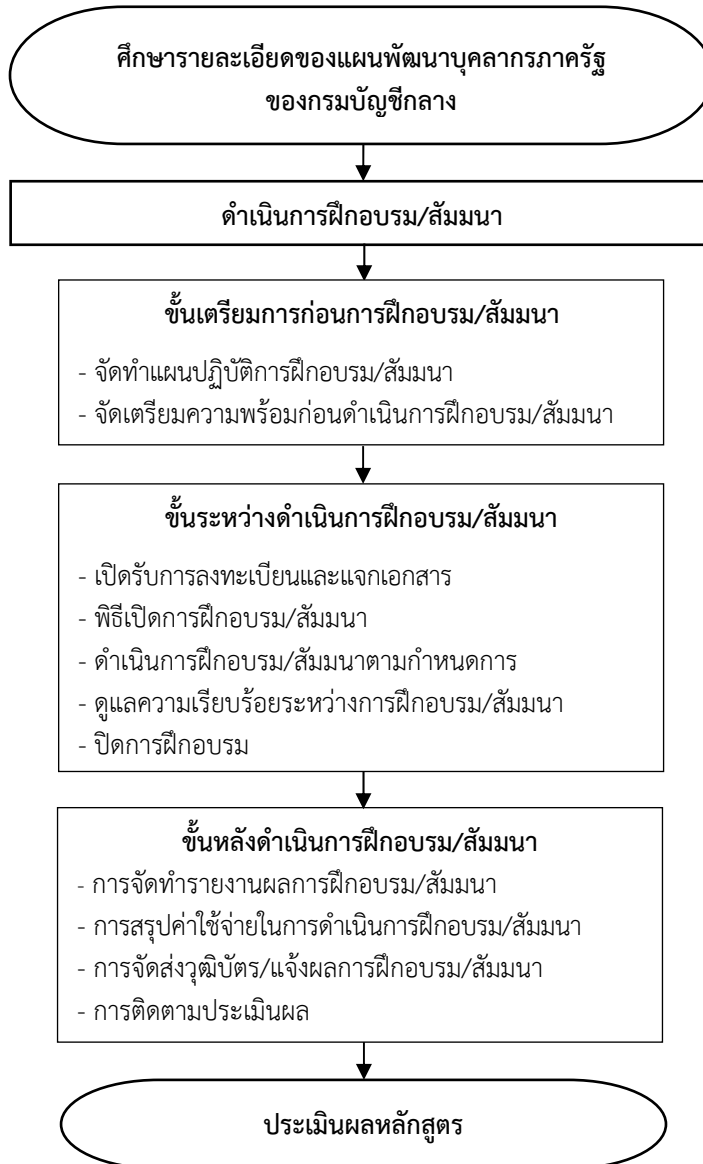 ศึกษารายละเอียดของแผนพัฒนาบุคลากรภาครัฐ
ของกรมบัญชีกลาง
ดำเนินการฝึกอบรม/สัมมนา
ขั้นเตรียมการก่อนการฝึกอบรม/สัมมนา
- จัดทำแผนปฏิบัติการฝึกอบรม/สัมมนา
- จัดเตรียมความพร้อมก่อนดำเนินการฝึกอบรม/สัมมนา
ขั้นระหว่างดำเนินการฝึกอบรม/สัมมนา
- เปิดรับการลงทะเบียนและแจกเอกสาร
- พิธีเปิดการฝึกอบรม/สัมมนา
- ดำเนินการฝึกอบรม/สัมมนาตามกำหนดการ
- ดูแลความเรียบร้อยระหว่างการฝึกอบรม/สัมมนา
- ปิดการฝึกอบรม
ขั้นหลังดำเนินการฝึกอบรม/สัมมนา
- การจัดทำรายงานผลการฝึกอบรม/สัมมนา
- การสรุปค่าใช้จ่ายในการดำเนินการฝึกอบรม/สัมมนา
- การจัดส่งวุฒิบัตร/แจ้งผลการฝึกอบรม/สัมมนา
- การติดตามประเมินผล
ประเมินผลหลักสูตร